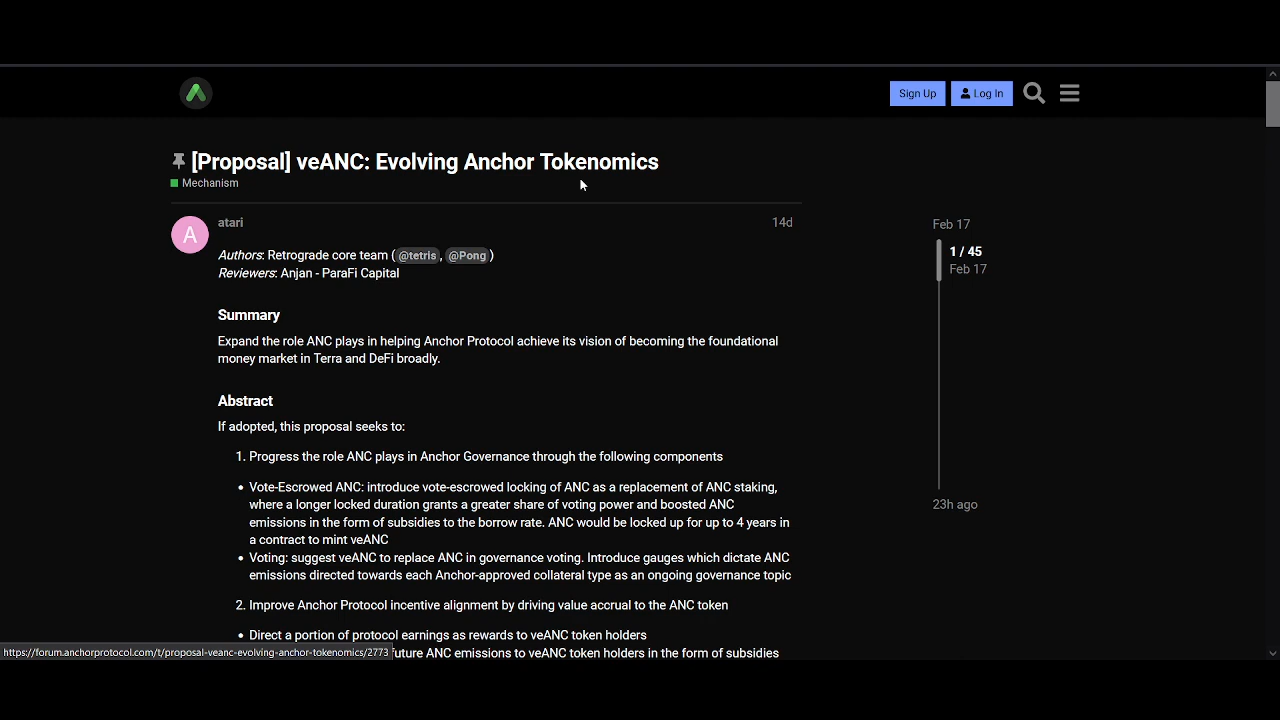 Sign Up
Log In
[Proposal] veANC: Evolving Anchor Tokenomics
Mechanism
A
atari
14d
Authors: Retrograde core team ( @tetris, @Pong )
Reviewers: Anjan - ParaFi Capital
Feb 17
1 / 45
Feb 17
Summary
Expand the role ANC plays in helping Anchor Protocol achieve its vision of becoming the foundational
money market in Terra and DeFi broadly.
Abstract
If adopted, this proposal seeks to:
1. Progress the role ANC plays in Anchor Governance through the following components
• Vote-Escrowed ANC: introduce vote-escrowed locking of ANC as a replacement of ANC staking,
where a longer locked duration grants a greater share of voting power and boosted ANC
emissions in the form of subsidies to the borrow rate. ANC would be locked up for up to 4 years in
a contract to mint veANC
23h ago
• Voting: suggest veANC to replace ANC in governance voting. Introduce gauges which dictate ANC
emissions directed towards each Anchor-approved collateral type as an ongoing governance topic
2. Improve Anchor Protocol incentive alignment by driving value accrual to the ANC token
• Direct a portion of protocol earnings as rewards to veANC token holders
future ANC emissions to veANC token holders in the form of subsidies
https://forum.anchorprotocol.com/t/proposal-veanc-evolving-anchor-tokenomics/2773